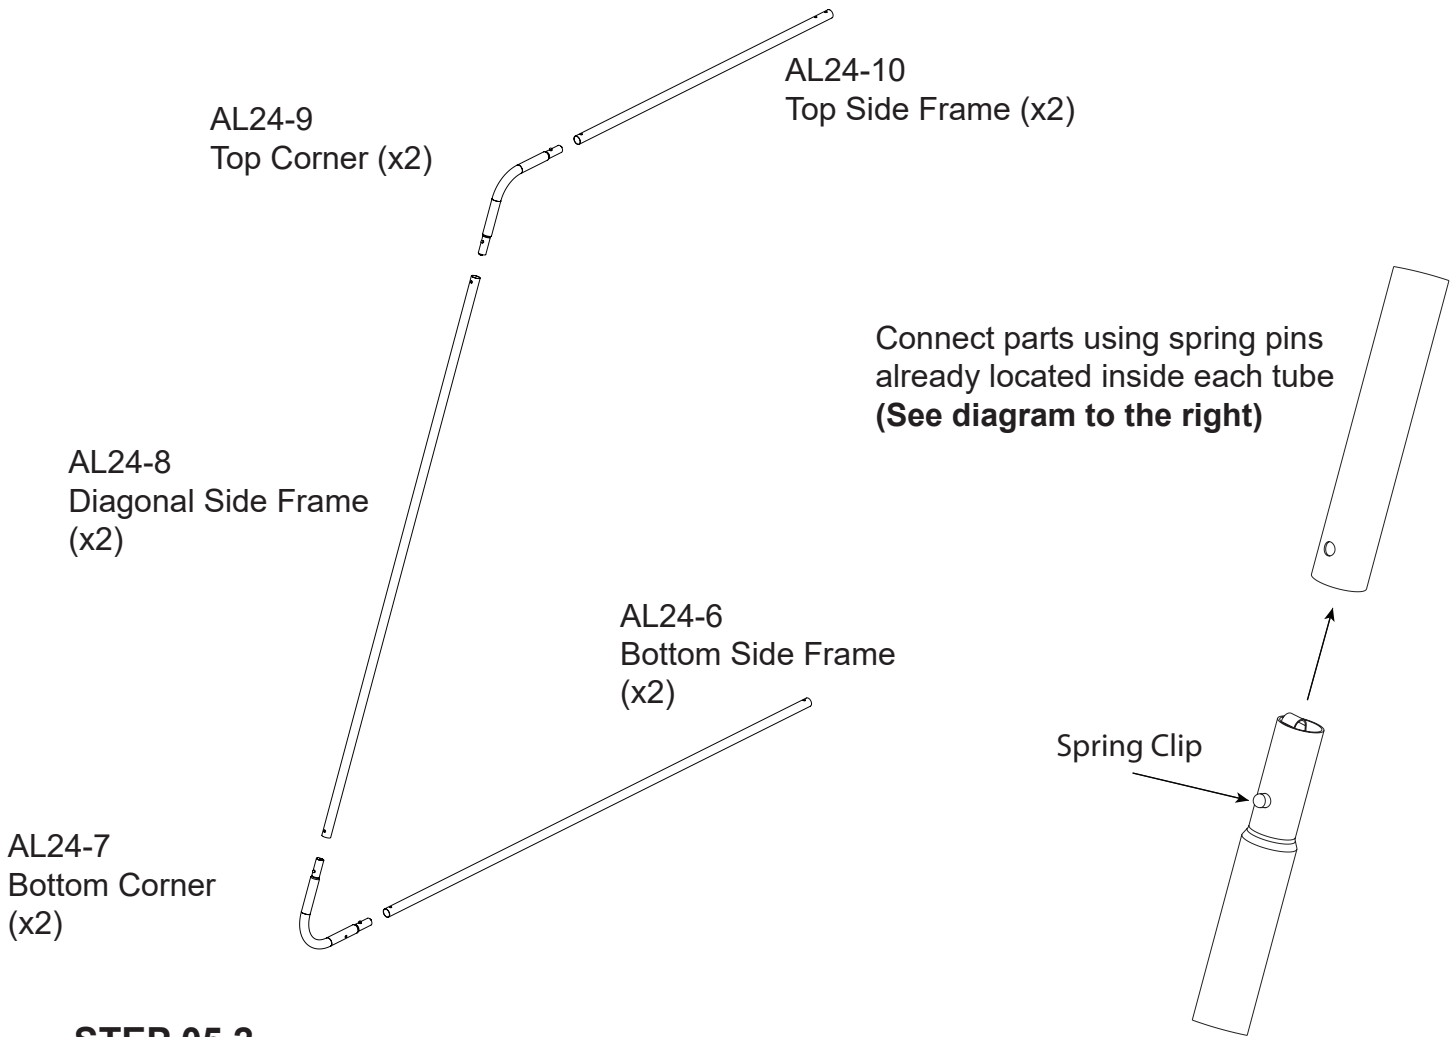 AL24-10
Top Side Frame (x2)
AL24-9
Top Corner (x2)
Connect parts using spring pins
already located inside each tube
(See diagram to the right)
AL24-8
Diagonal Side Frame
(x2)
AL24-6
Bottom Side Frame
(x2)
Spring Clip
AL24-7
Bottom Corner
(x2)